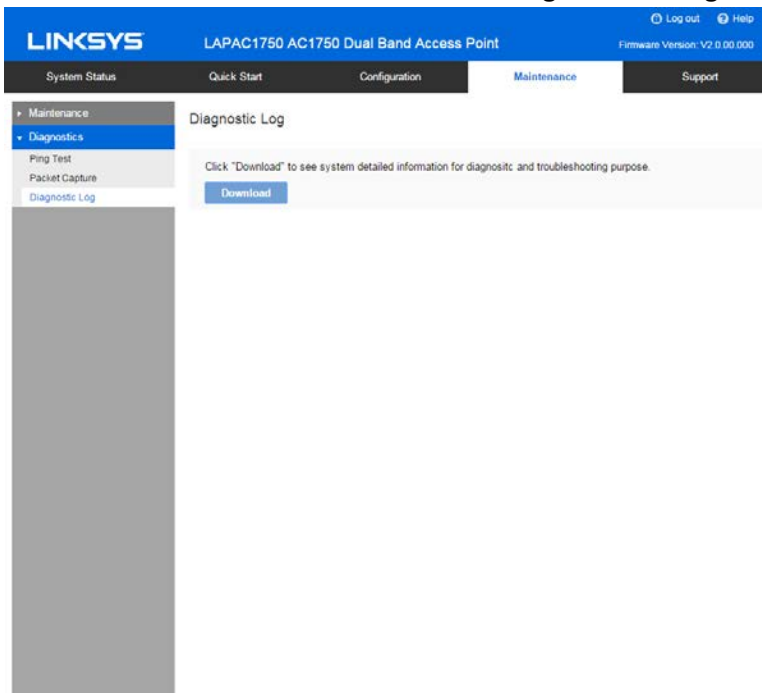 Log out Help
LINKSYS LAPAC1750 AC1750 Dual Band Access Point Firmware Version: V2.0.00.000
System Status Quick Start Configuration Maintenance Support
Maintenance
Diagnostics
Ping Test
Packet Capture
Diagnostic Log
Diagnostic Log
Click "Download" to see system detailed information for diagnositc and troubleshooting purpose.
Download